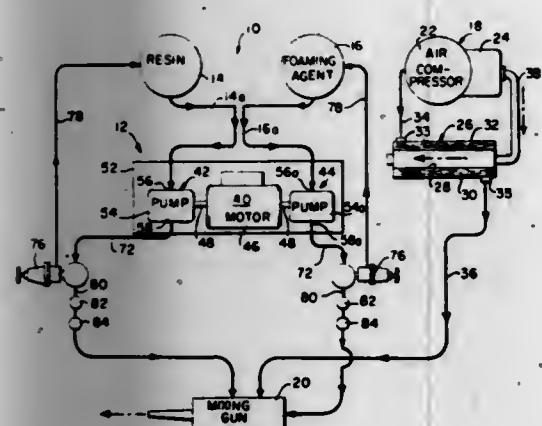 10
16
22
18
24
RESIN
14
FOAMING
AGENT
AIR
COM-
PRESSOR
38
78
14a
16a
78
34
33
26
32
12
52
56
42
56a
44
28
30
35
54
PUMP
40
MOTOR
PUMP
54a
58
48
46
48
58a
76
72
72
76
36
80
80
82
82
84
84
20
MIXING
GUN